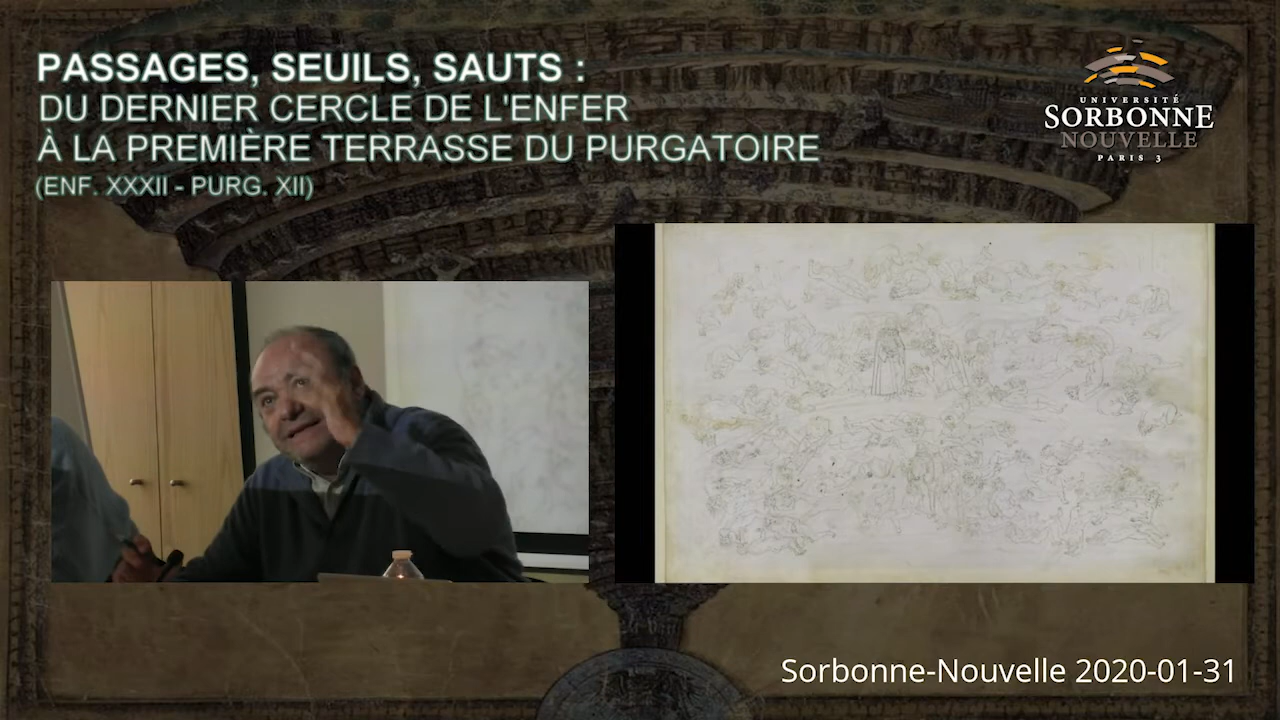 PASSAGES, SEUILS, SAUTS :
DU DERNIER CERCLE DE L'ENFER
À LA PREMIÈRE TERRASSE DU PURGATOIRE
(ENF. XXXII - PURG. XII)
UNIVERSITÉ
SORBONNE
NOUVELLE
PARIS 3
Sorbonne-Nouvelle 2020-01-31